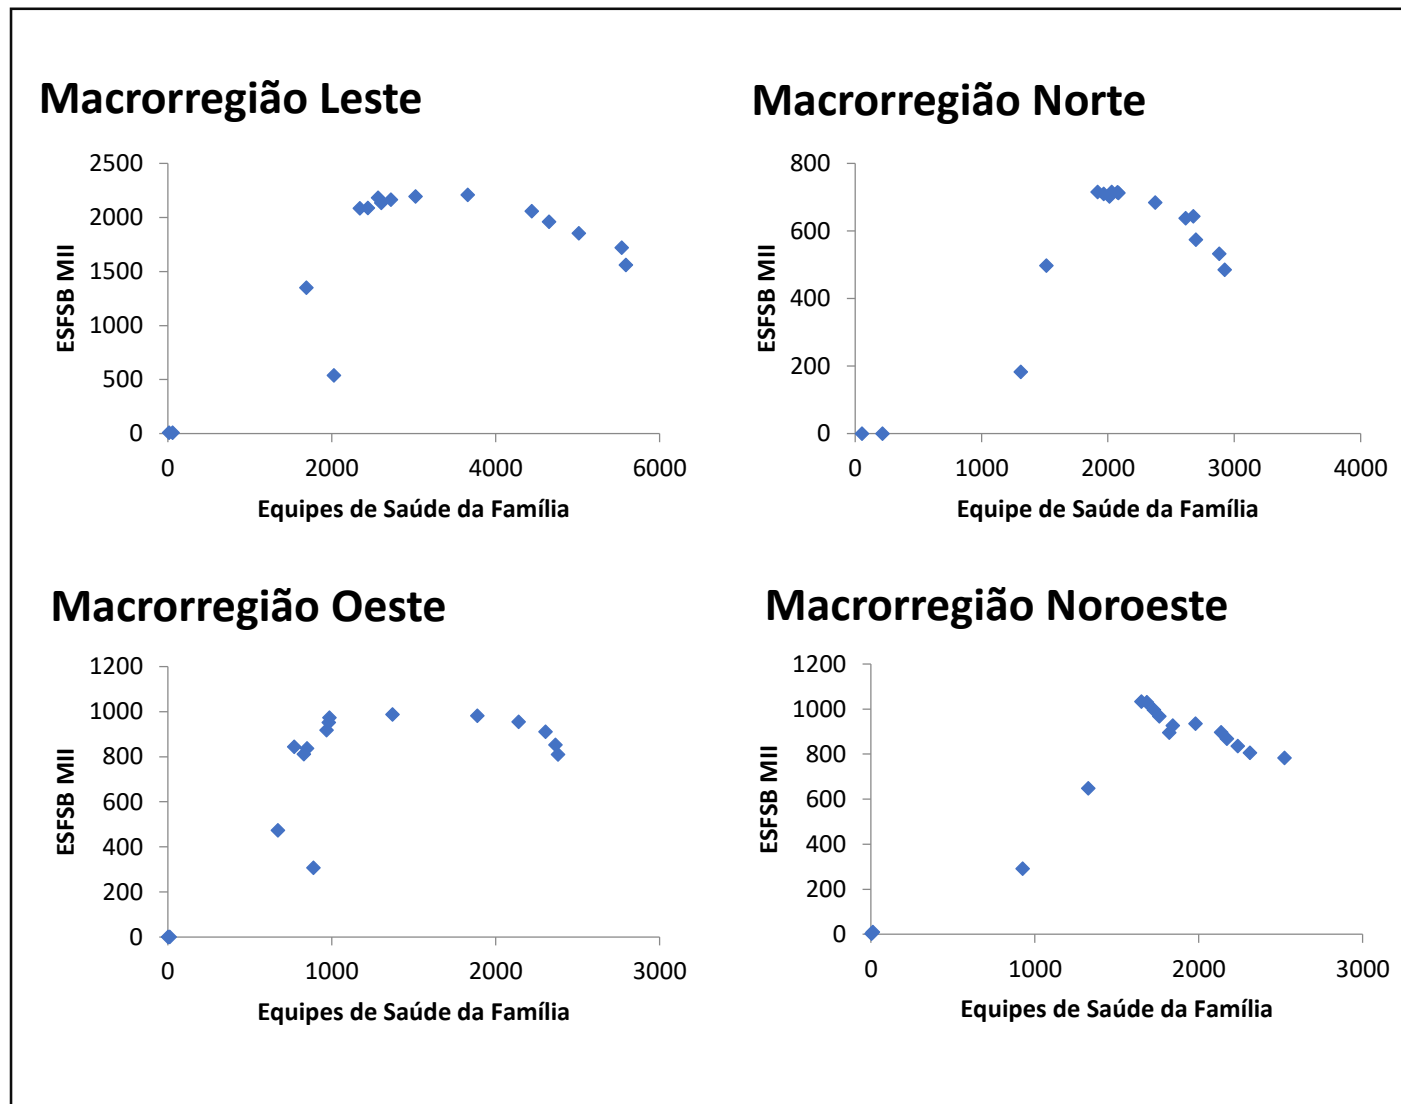 Macrorregião Leste
2500
2000
1500
1000
500
0
ESFSB MII
0 2000 4000 6000
Equipes de Saúde da Família
Macrorregião Norte
800
600
400
200
0
ESFSB MII
0 1000 2000 3000 4000
Equipe de Saúde da Família
Macrorregião Oeste
1200
1000
800
600
400
200
0
ESFSB MII
0 1000 2000 3000
Equipes de Saúde da Família
Macrorregião Noroeste
1200
1000
800
600
400
200
0
ESFSB MII
0 1000 2000 3000
Equipes de Saúde da Família